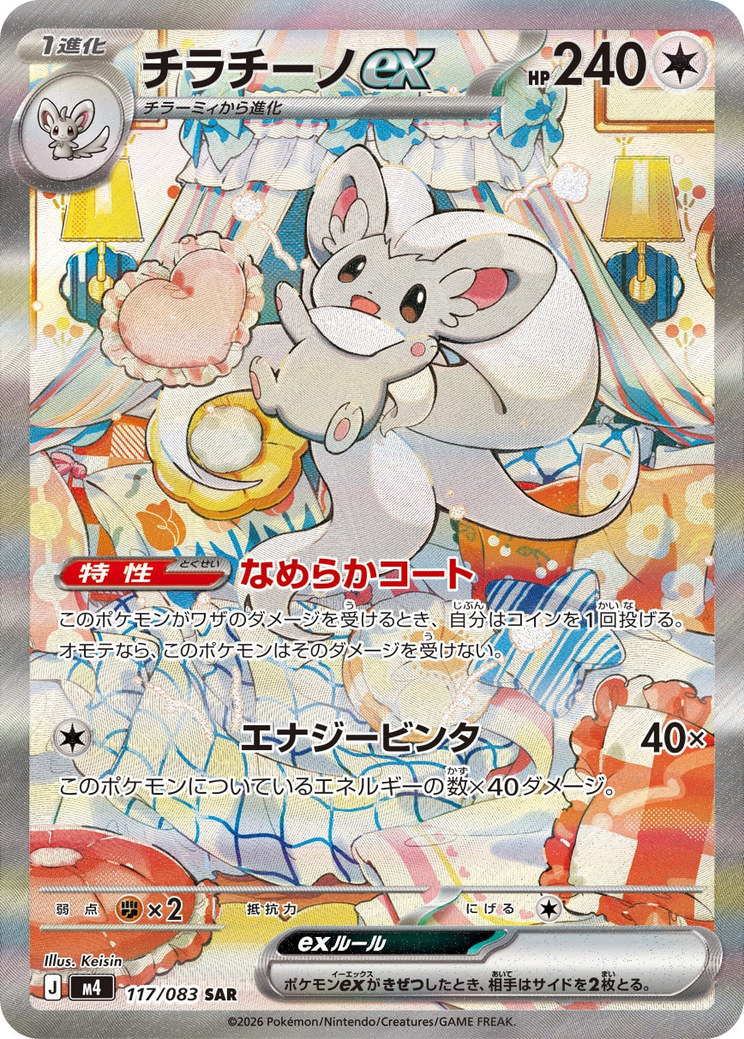 1進化
チラチーノex
HP240
チラーミィから進化
特性 とくせい なめらかコート
このポケモンがワザのダメージを受けるとき、自分はコインを1回投げる。
オモテなら、このポケモンはそのダメージを受けない。
エナジービンタ 40×
このポケモンについているエネルギーの数×40ダメージ。
弱点 ×2 抵抗力 にげる
Illus. Keisin
exルール
ポケモンexがきぜつしたとき、相手はサイドを2枚とる。
J m4 117/083 SAR
©2026 Pokémon/Nintendo/Creatures/GAME FREAK.